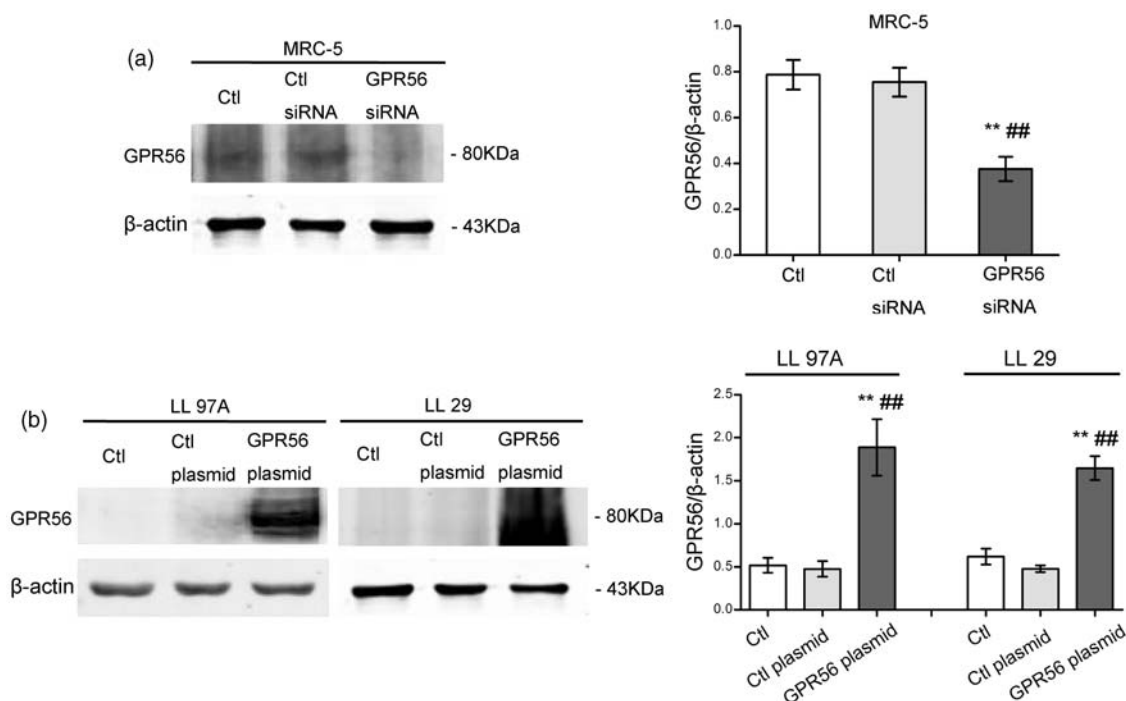 (a)
MRC-5
Ctl
Ctl
siRNA
GPR56
siRNA
GPR56
- 80KDa
β-actin
- 43KDa
MRC-5
GPR56/β-actin
0.8
0.6
0.4
0.2
0.0
** ##
Ctl
Ctl
siRNA
GPR56
siRNA
(b)
LL 97A
LL 29
Ctl
Ctl
plasmid
GPR56
plasmid
Ctl
Ctl
plasmid
GPR56
plasmid
GPR56
- 80KDa
β-actin
- 43KDa
LL 97A
LL 29
GPR56/β-actin
2.5
2.0
1.5
1.0
0.5
0.0
** ##
** ##
Ctl
Ctl plasmid
GPR56 plasmid
Ctl
Ctl plasmid
GPR56 plasmid